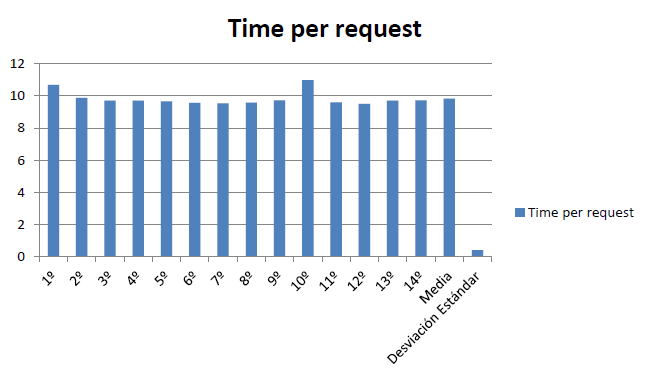 Time per request
12
10
8
6
4
2
0
1º
2º
3º
4º
5º
6º
7º
8º
9º
10º
11º
12º
13º
14º
Media
Desviación Estándar
Time per request